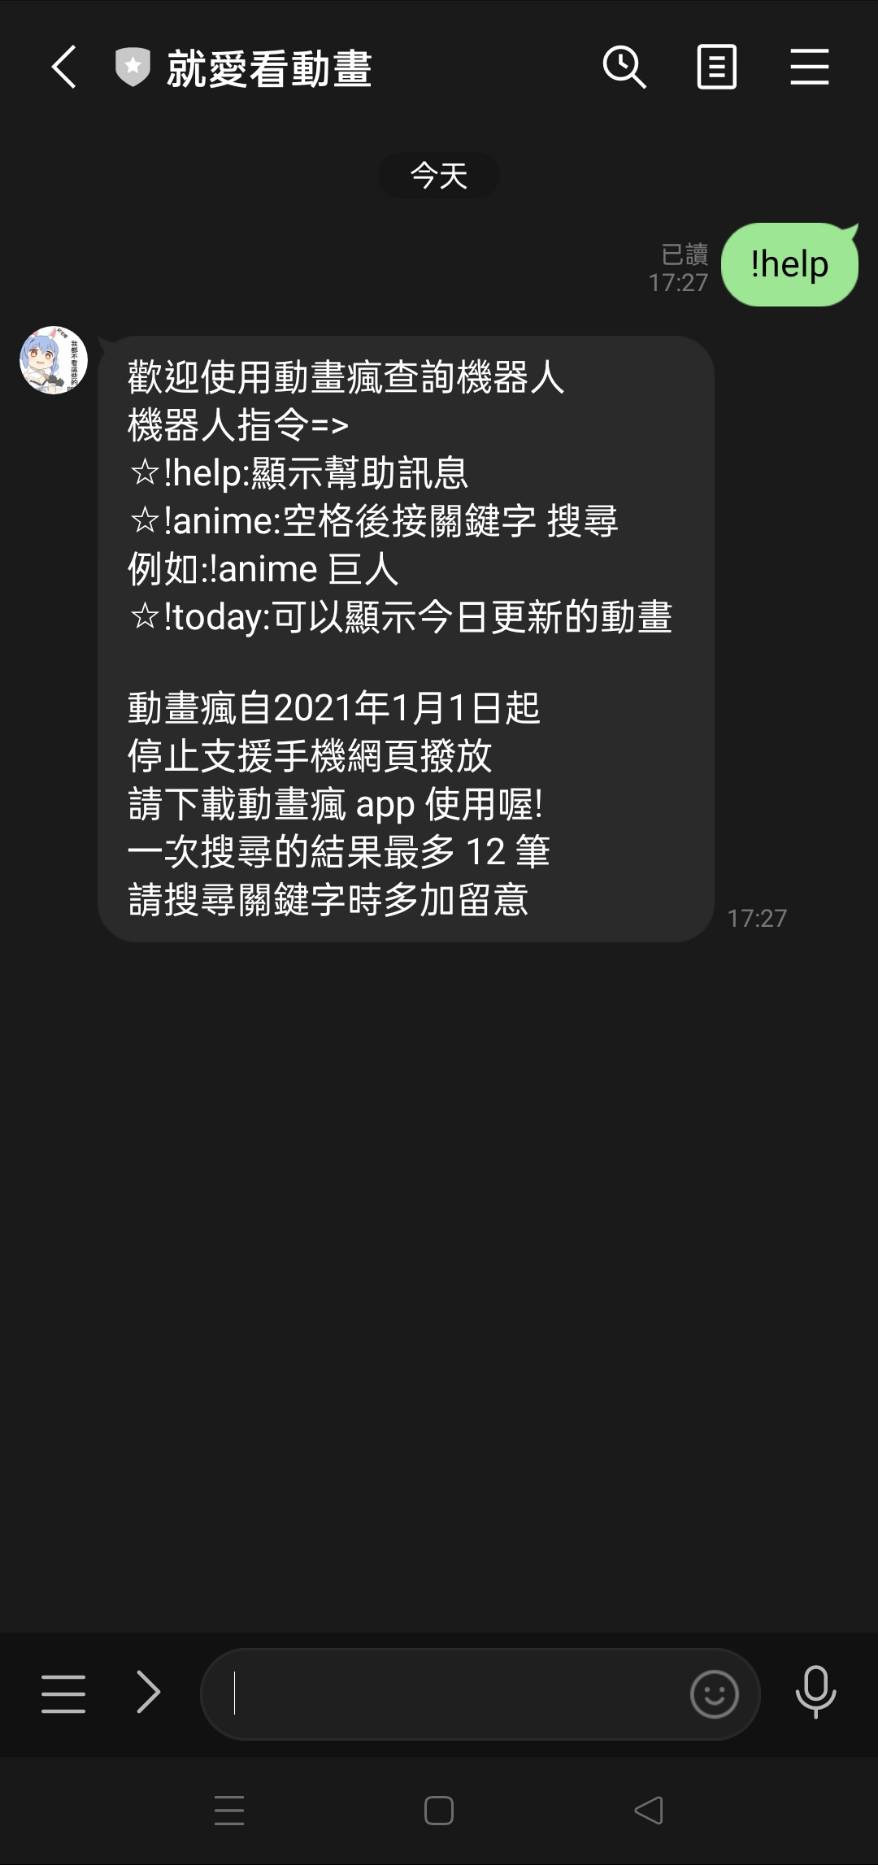 就愛看動畫
今天
已讀
17:27
!help
歡迎使用動畫瘋查詢機器人
機器人指令=>
☆!help:顯示幫助訊息
☆!anime:空格後接關鍵字 搜尋
例如:!anime 巨人
☆!today:可以顯示今日更新的動畫
動畫瘋自2021年1月1日起
停止支援手機網頁撥放
請下載動畫瘋 app 使用喔!
一次搜尋的結果最多 12 筆
請搜尋關鍵字時多加留意
17:27